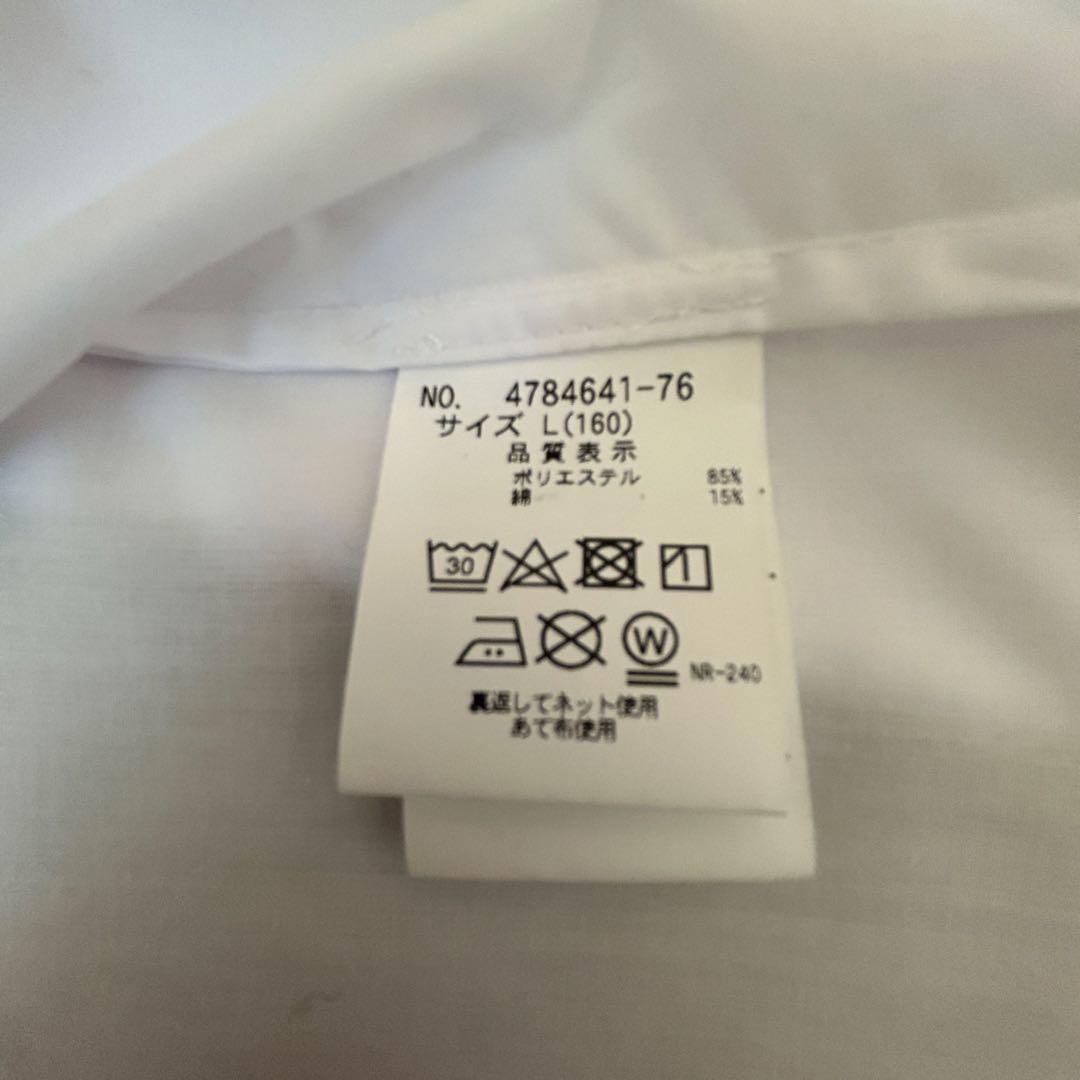 NO. 4784641-76
サイズ L(160)
品質表示
ポリエステル 85%
綿 15%
30
W
NR-240
裏返してネット使用
あて布使用